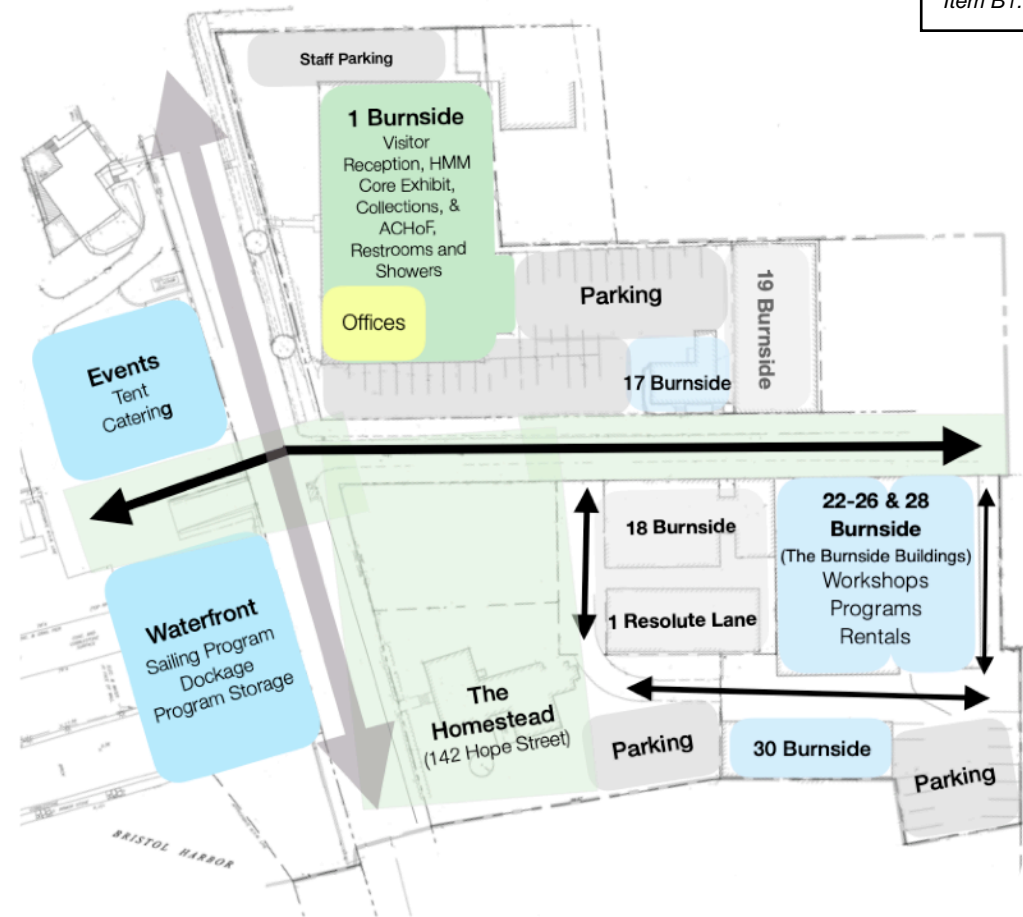 Item B1.
Staff Parking
1 Burnside
Visitor
Reception, HMM
Core Exhibit,
Collections, &
ACHoF,
Restrooms and
Showers
Offices
Parking
19 Burnside
17 Burnside
Events
Tent
Catering
Waterfront
Sailing Program
Dockage
Program Storage
18 Burnside
1 Resolute Lane
22-26 & 28
Burnside
(The Burnside Buildings)
Workshops
Programs
Rentals
The
Homestead
(142 Hope Street)
Parking
30 Burnside
Parking
BRISTOL HARBOR